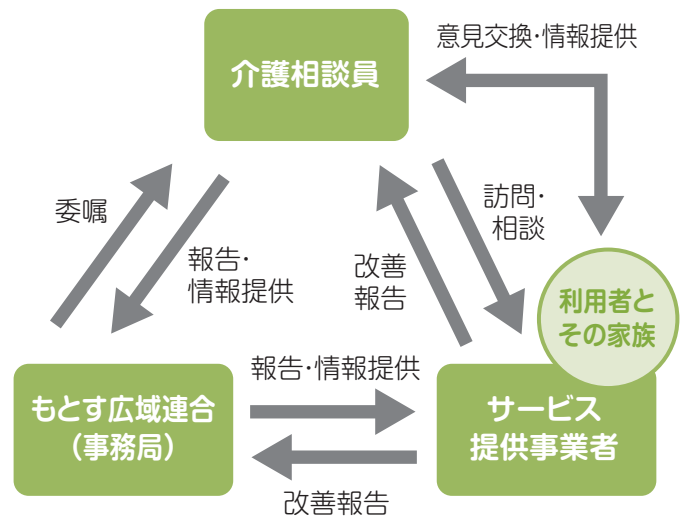 介護相談員
意見交換・情報提供
委嘱
報告・
情報提供
改善
報告
訪問・
相談
利用者と
その家族
もとす広域連合
（事務局）
報告・情報提供
改善報告
サービス
提供事業者